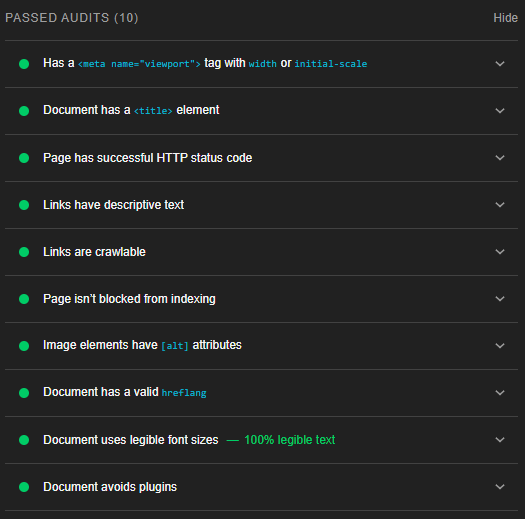 PASSED AUDITS (10) Hide
Has a <meta name="viewport"> tag with width or initial-scale
Document has a <title> element
Page has successful HTTP status code
Links have descriptive text
Links are crawlable
Page isn't blocked from indexing
Image elements have [alt] attributes
Document has a valid hreflang
Document uses legible font sizes — 100% legible text
Document avoids plugins